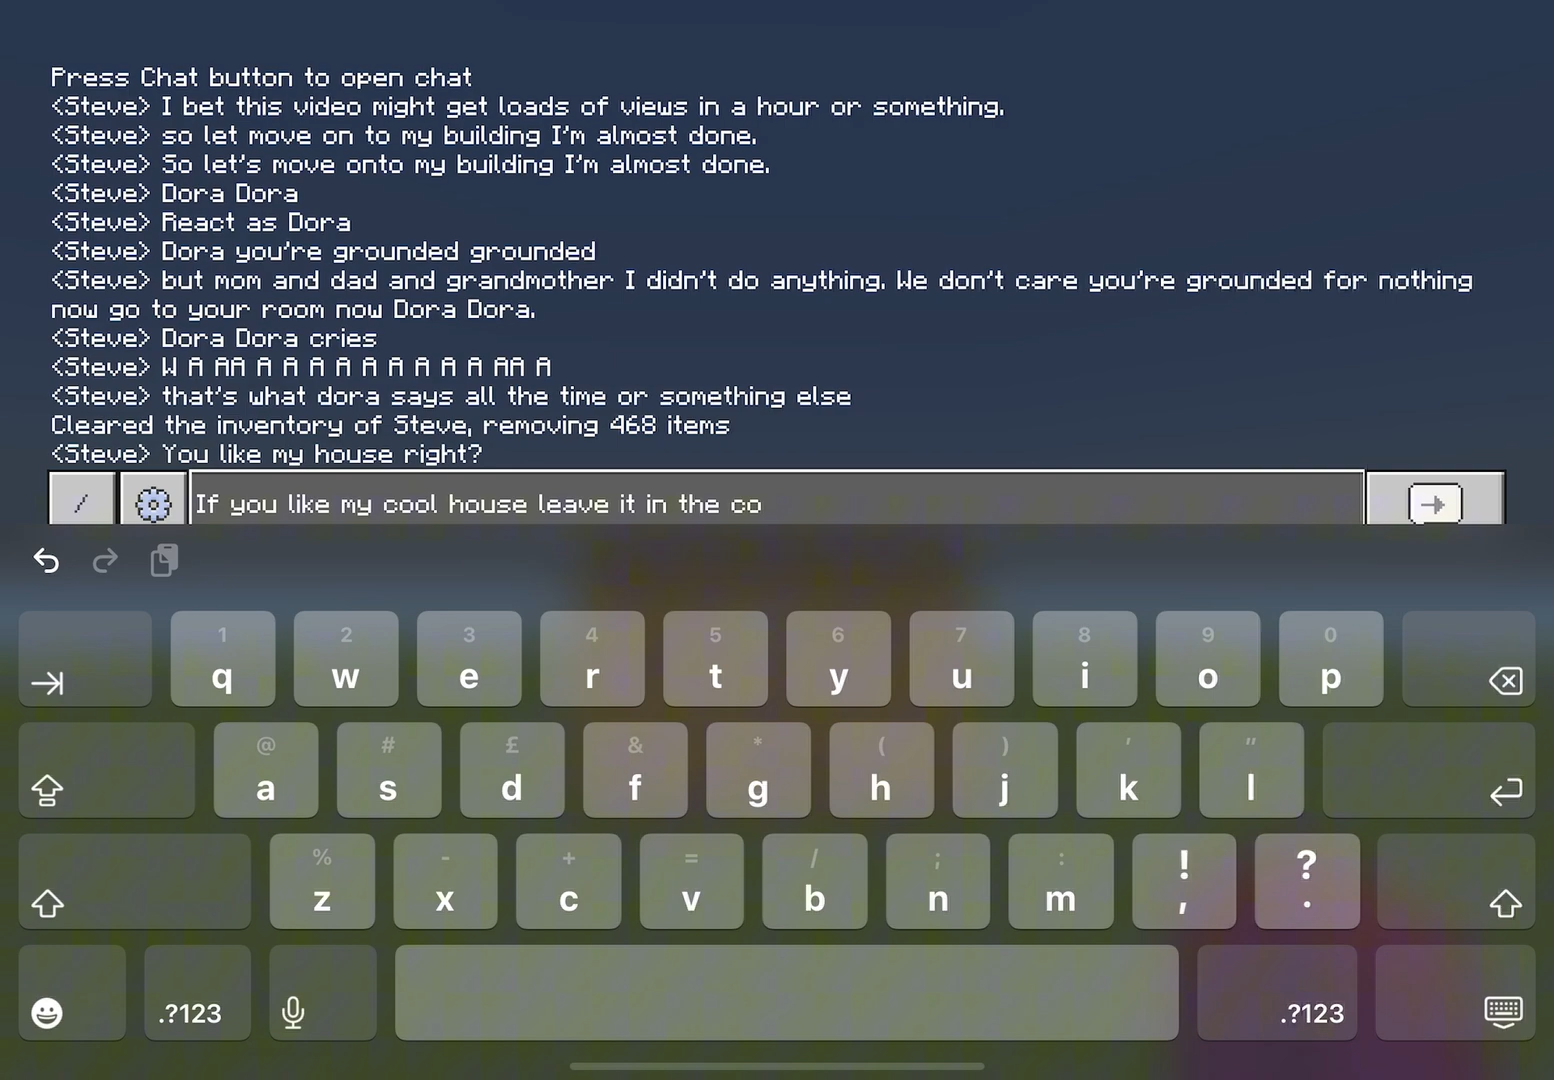 Press Chat button to open chat
<Steve> I bet this video might get loads of views in a hour or something.
<Steve> so let move on to my building I'm almost done.
<Steve> So let's move onto my building I'm almost done.
<Steve> Dora Dora
<Steve> React as Dora
<Steve> Dora you're grounded grounded
<Steve> but mom and dad and grandmother I didn't do anything. We don't care you're grounded for nothing
now go to your room now Dora Dora.
<Steve> Dora Dora cries
<Steve> W A AA A A A A A A A A A AA A
<Steve> that's what dora says all the time or something else
Cleared the inventory of Steve, removing 468 items
<Steve> You like my house right?
/ If you like my cool house leave it in the co
1 2 3 4 5 6 7 8 9 0
q w e r t y u i o p
@ # £ & * ( ) ' "
a s d f g h j k l
% - + = / ; : ! ?
z x c v b n m , .
.?123 .?123